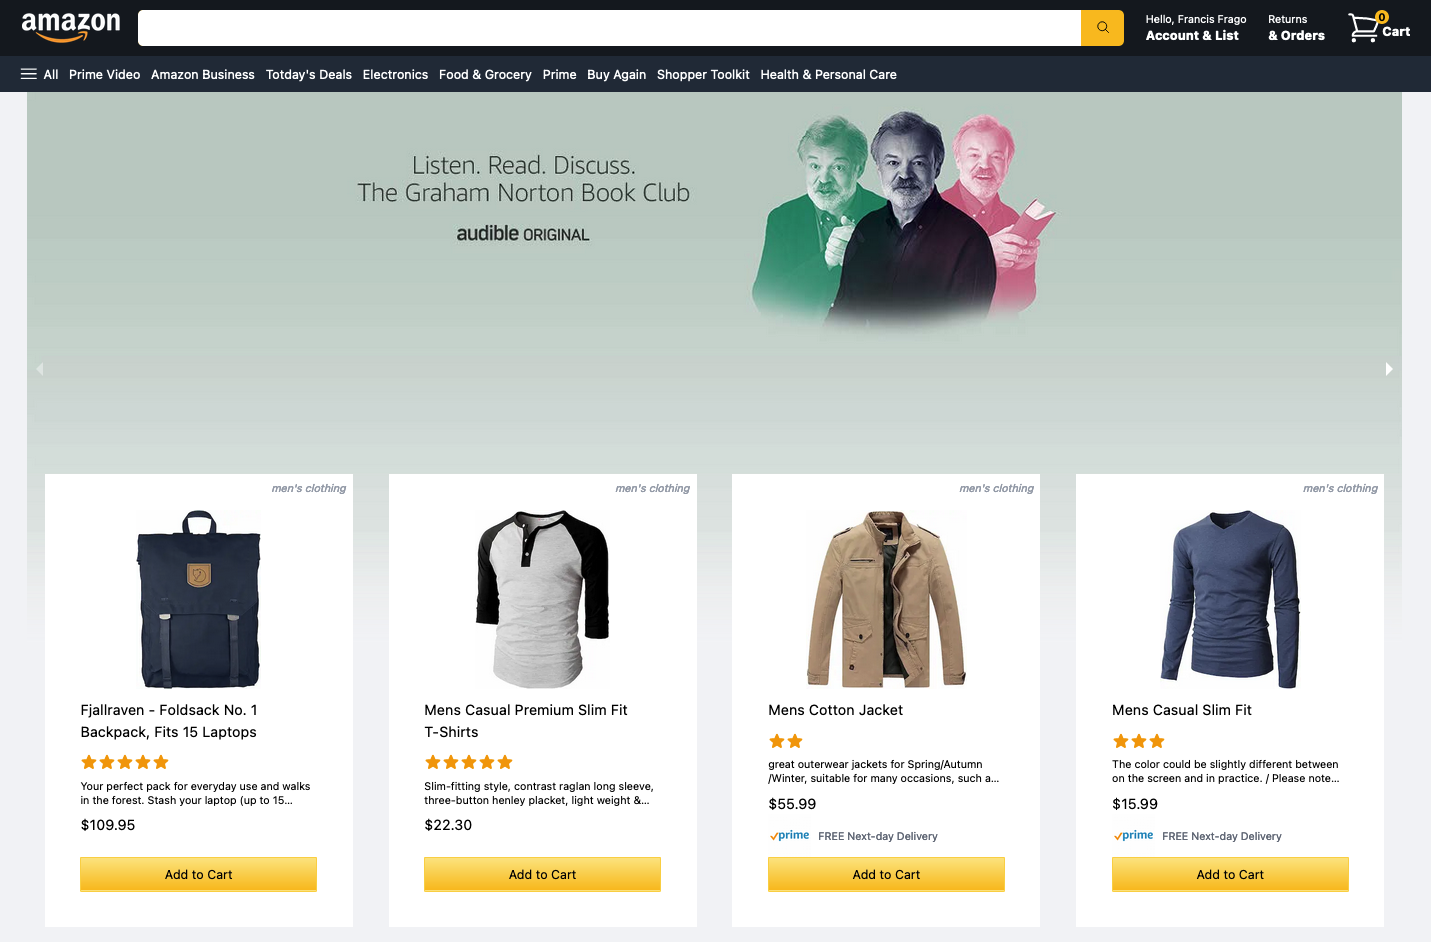 amazon
Hello, Francis Frago
Account & List
Returns
& Orders
0
Cart
All Prime Video Amazon Business Totday's Deals Electronics Food & Grocery Prime Buy Again Shopper Toolkit Health & Personal Care
Listen. Read. Discuss.
The Graham Norton Book Club
audible ORIGINAL
men's clothing
Fjallraven - Foldsack No. 1
Backpack, Fits 15 Laptops
Your perfect pack for everyday use and walks
in the forest. Stash your laptop (up to 15...
$109.95
Add to Cart
men's clothing
Mens Casual Premium Slim Fit
T-Shirts
Slim-fitting style, contrast raglan long sleeve,
three-button henley placket, light weight &...
$22.30
Add to Cart
men's clothing
Mens Cotton Jacket
great outerwear jackets for Spring/Autumn
/Winter, suitable for many occasions, such a...
$55.99
prime FREE Next-day Delivery
Add to Cart
men's clothing
Mens Casual Slim Fit
The color could be slightly different between
on the screen and in practice. / Please note...
$15.99
prime FREE Next-day Delivery
Add to Cart